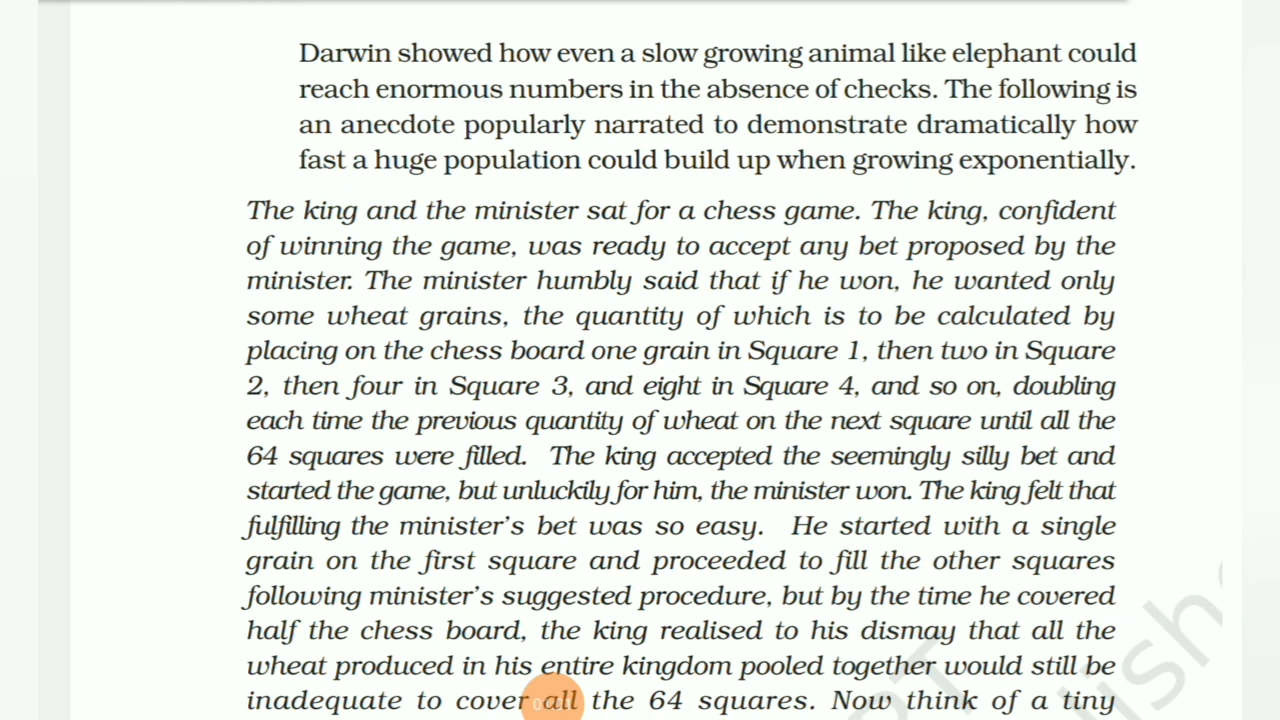 Darwin showed how even a slow growing animal like elephant could
reach enormous numbers in the absence of checks. The following is
an anecdote popularly narrated to demonstrate dramatically how
fast a huge population could build up when growing exponentially.
The king and the minister sat for a chess game. The king, confident
of winning the game, was ready to accept any bet proposed by the
minister. The minister humbly said that if he won, he wanted only
some wheat grains, the quantity of which is to be calculated by
placing on the chess board one grain in Square 1, then two in Square
2, then four in Square 3, and eight in Square 4, and so on, doubling
each time the previous quantity of wheat on the next square until all the
64 squares were filled. The king accepted the seemingly silly bet and
started the game, but unluckily for him, the minister won. The king felt that
fulfilling the minister's bet was so easy. He started with a single
grain on the first square and proceeded to fill the other squares
following minister's suggested procedure, but by the time he covered
half the chess board, the king realised to his dismay that all the
wheat produced in his entire kingdom pooled together would still be
inadequate to cover all the 64 squares. Now think of a tiny